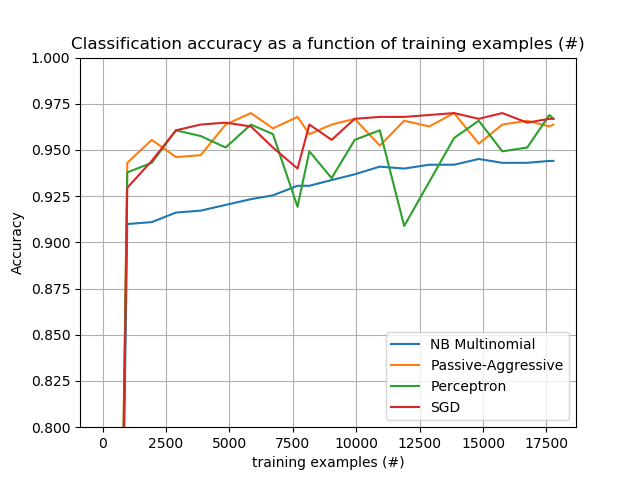 Classification accuracy as a function of training examples (#)
1.000
0.975
0.950
0.925
0.900
0.875
0.850
0.825
0.800
Accuracy
NB Multinomial
Passive-Aggressive
Perceptron
SGD
0 2500 5000 7500 10000 12500 15000 17500
training examples (#)